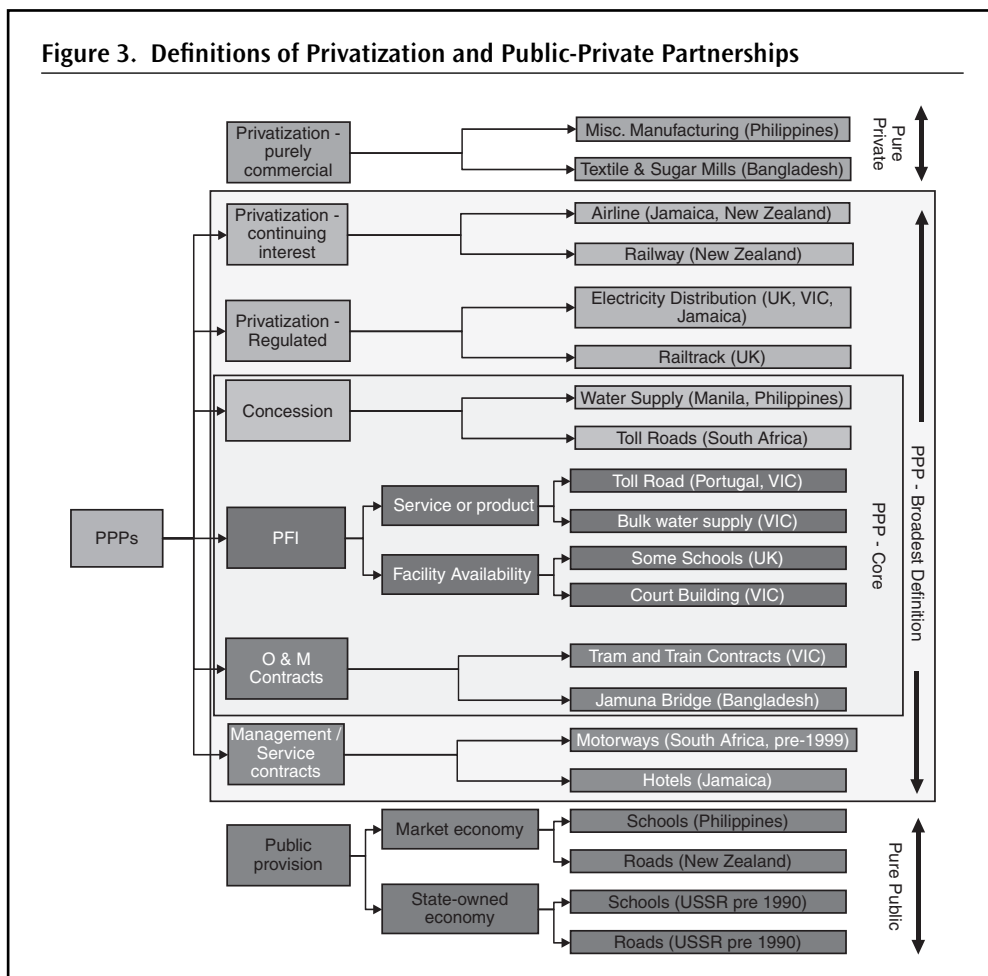 Figure 3. Definitions of Privatization and Public-Private Partnerships
Privatization -
purely
commercial
Misc. Manufacturing (Philippines)
Textile & Sugar Mills (Bangladesh)
Pure
Private
Privatization -
continuing
interest
Airline (Jamaica, New Zealand)
Railway (New Zealand)
Privatization -
Regulated
Electricity Distribution (UK, VIC,
Jamaica)
Railtrack (UK)
Concession
Water Supply (Manila, Philippines)
Toll Roads (South Africa)
PPPs
PFI
Service or product
Toll Road (Portugal, VIC)
Bulk water supply (VIC)
Facility Availability
Some Schools (UK)
Court Building (VIC)
PPP - Core
PPP - Broadest Definition
O & M
Contracts
Tram and Train Contracts (VIC)
Jamuna Bridge (Bangladesh)
Management /
Service
contracts
Motorways (South Africa, pre-1999)
Hotels (Jamaica)
Public
provision
Market economy
Schools (Philippines)
Roads (New Zealand)
State-owned
economy
Schools (USSR pre 1990)
Roads (USSR pre 1990)
Pure Public